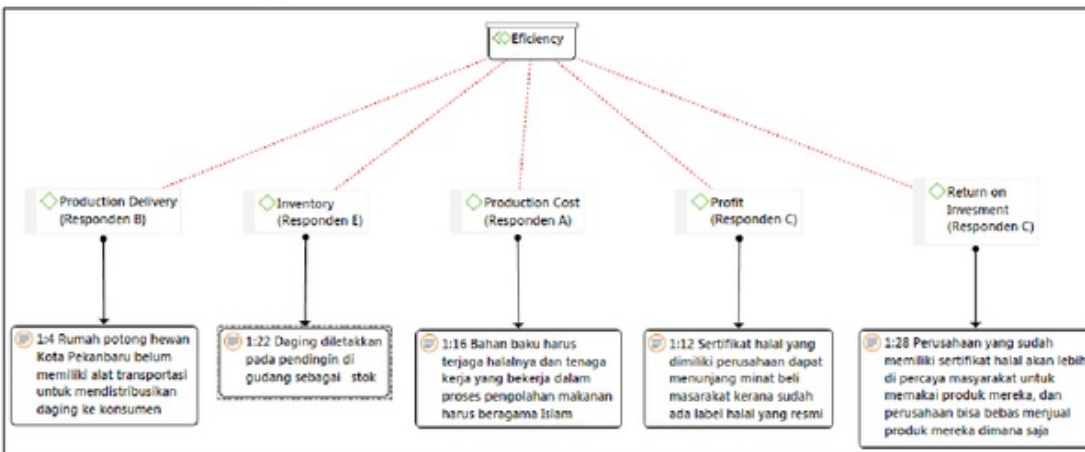 Eficiency
Production Delivery
(Responden B)
Inventory
(Responden E)
Production Cost
(Responden A)
Profit
(Responden C)
Return on
Invesment
(Responden C)
1:4 Rumah potong hewan
Kota Pekanbaru belum
memiliki alat transportasi
untuk mendistribusikan
daging ke konsumen
1:22 Daging diletakkan
pada pendingin di
gudang sebagai stok
1:16 Bahan baku harus
terjaga halalnya dan tenaga
kerja yang bekerja dalam
proses pengolahan makanan
harus beragama Islam
1:12 Sertifikat halal yang
dimiliki perusahaan dapat
menunjang minat beli
masarakat kerana sudah
ada label halal yang resmi
1:28 Perusahaan yang sudah
memiliki sertifikat halal akan lebih
di percaya masyarakat untuk
memakai produk mereka, dan
perusahaan bisa bebas menjual
produk mereka dimana saja